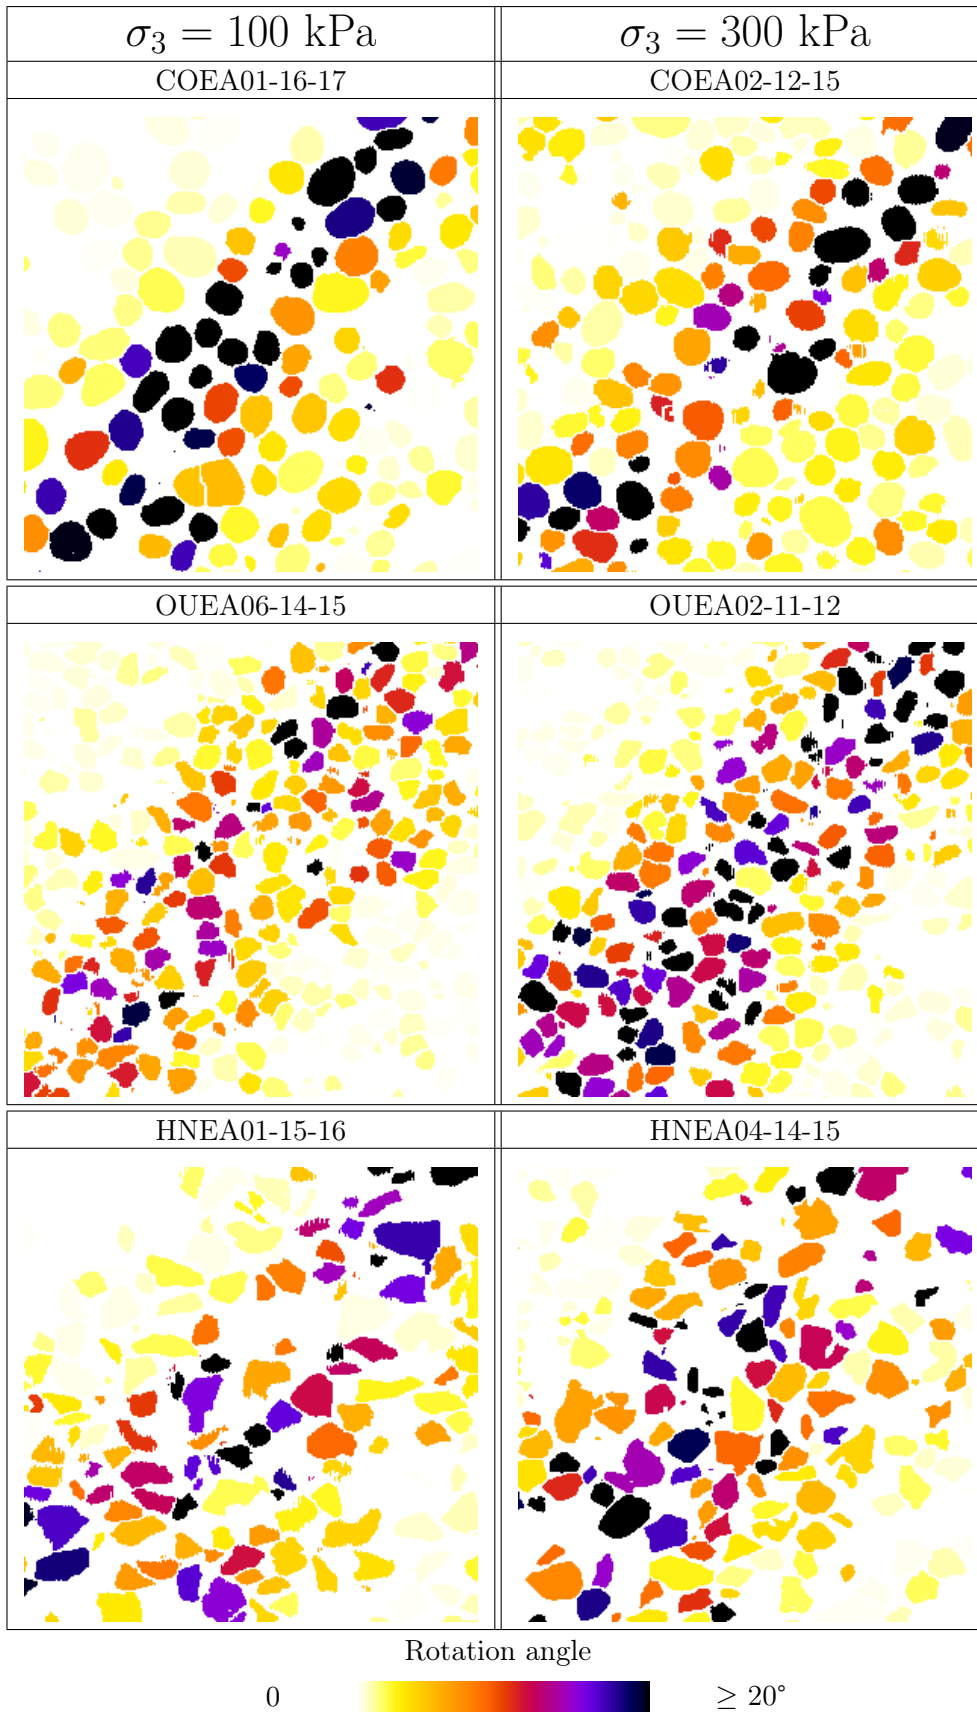 σ₃ = 100 kPa
σ₃ = 300 kPa
COEA01-16-17
COEA02-12-15
OUEA06-14-15
OUEA02-11-12
HNEA01-15-16
HNEA04-14-15
Rotation angle
0
≥ 20°